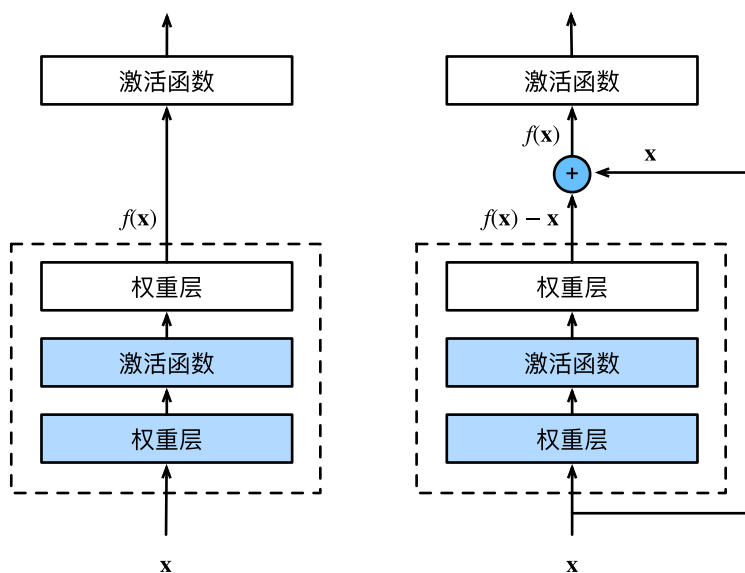 激活函数
f(x)
权重层
激活函数
权重层
x
激活函数
f(x)
+
x
f(x) − x
权重层
激活函数
权重层
x